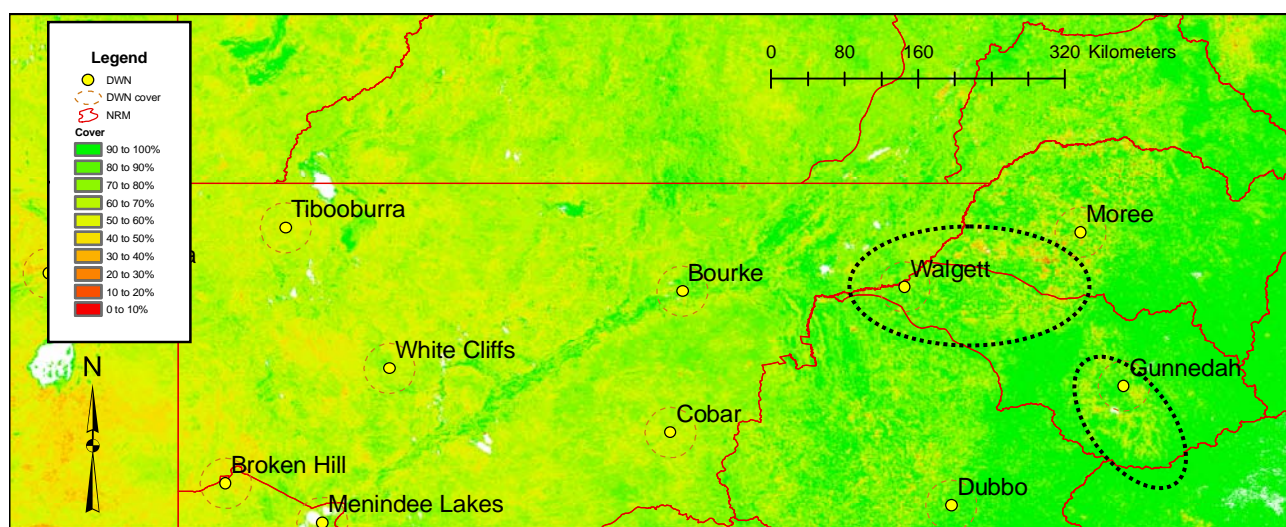 Legend
DWN
DWN cover
NRM
Cover
90 to 100%
80 to 90%
70 to 80%
60 to 70%
50 to 60%
40 to 50%
30 to 40%
20 to 30%
10 to 20%
0 to 10%
N
0 80 160 320 Kilometers
Tibooburra
Moree
a
Bourke
Walgett
White Cliffs
Gunnedah
Cobar
Broken Hill
Menindee Lakes
Dubbo